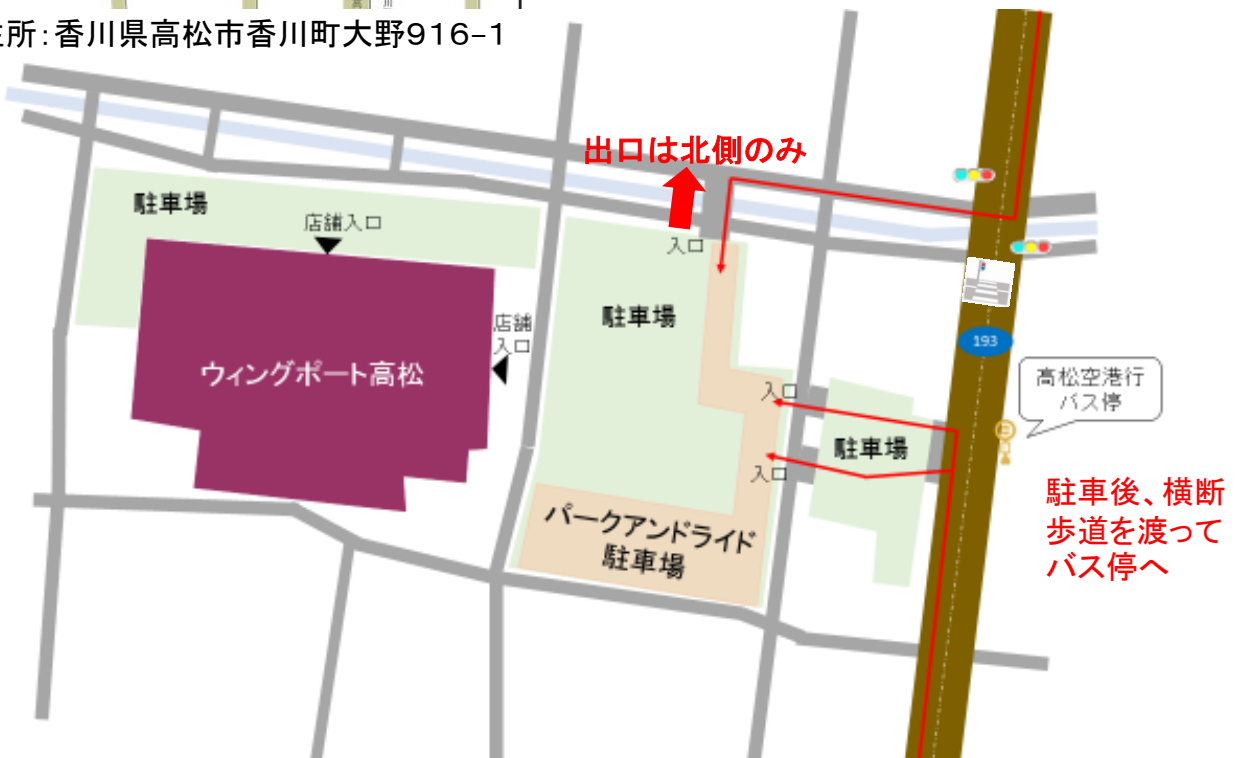 所:香川県高松市香川町大野916-1
出口は北側のみ
駐車場
店舗入口
入口
駐車場
店舗
入口
193
ウィングポート高松
高松空港行
バス停
入口
駐車場
入口
駐車後、横断
歩道を渡って
バス停へ
パークアンドライド
駐車場